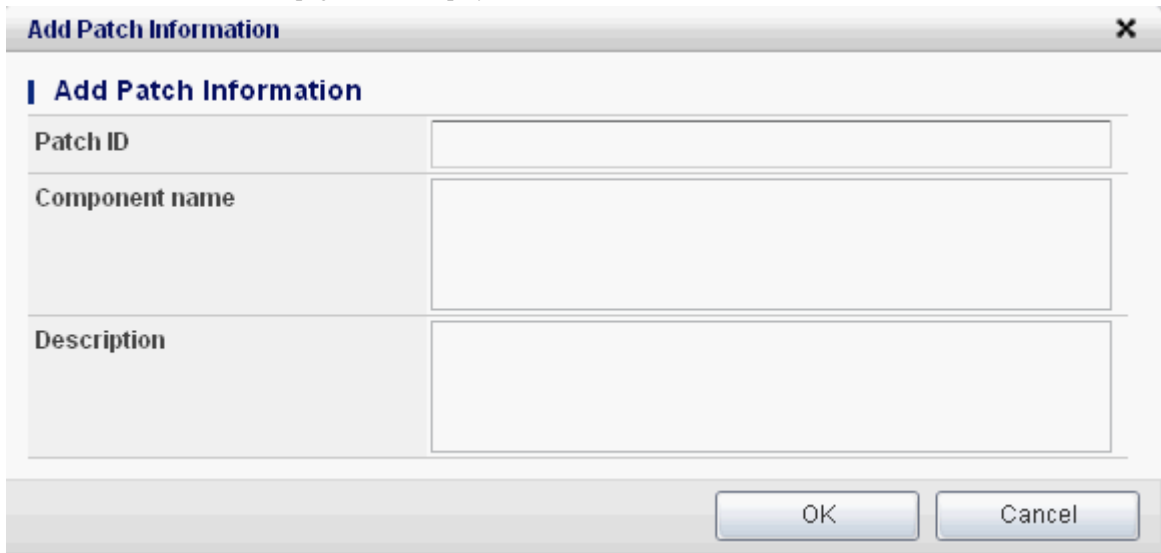 Add Patch Information
Add Patch Information
Patch ID
Component name
Description
OK
Cancel